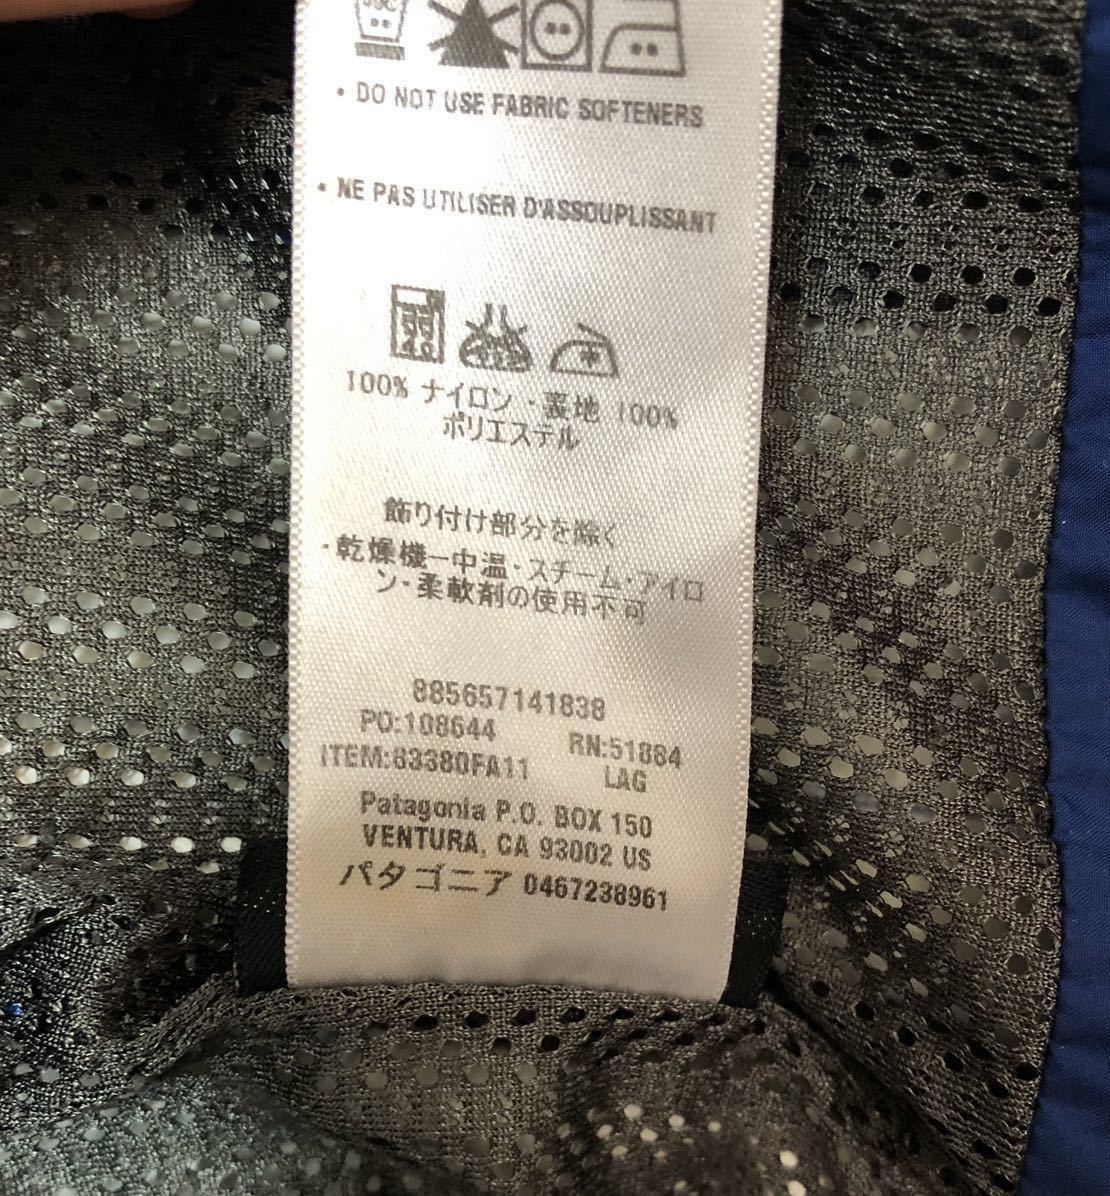 • DO NOT USE FABRIC SOFTENERS
• NE PAS UTILISER D'ASSOUPLISSANT
40
100% ナイロン・裏地 100%
ポリエステル
飾り付け部分を除く
・乾燥機ー中温・スチーム・アイロ
ン・柔軟剤の使用不可
885657141838
PO:108644 RN:51884
ITEM:83380FA11 LAG
Patagonia P.O. BOX 150
VENTURA, CA 93002 US
パタゴニア 0467238961